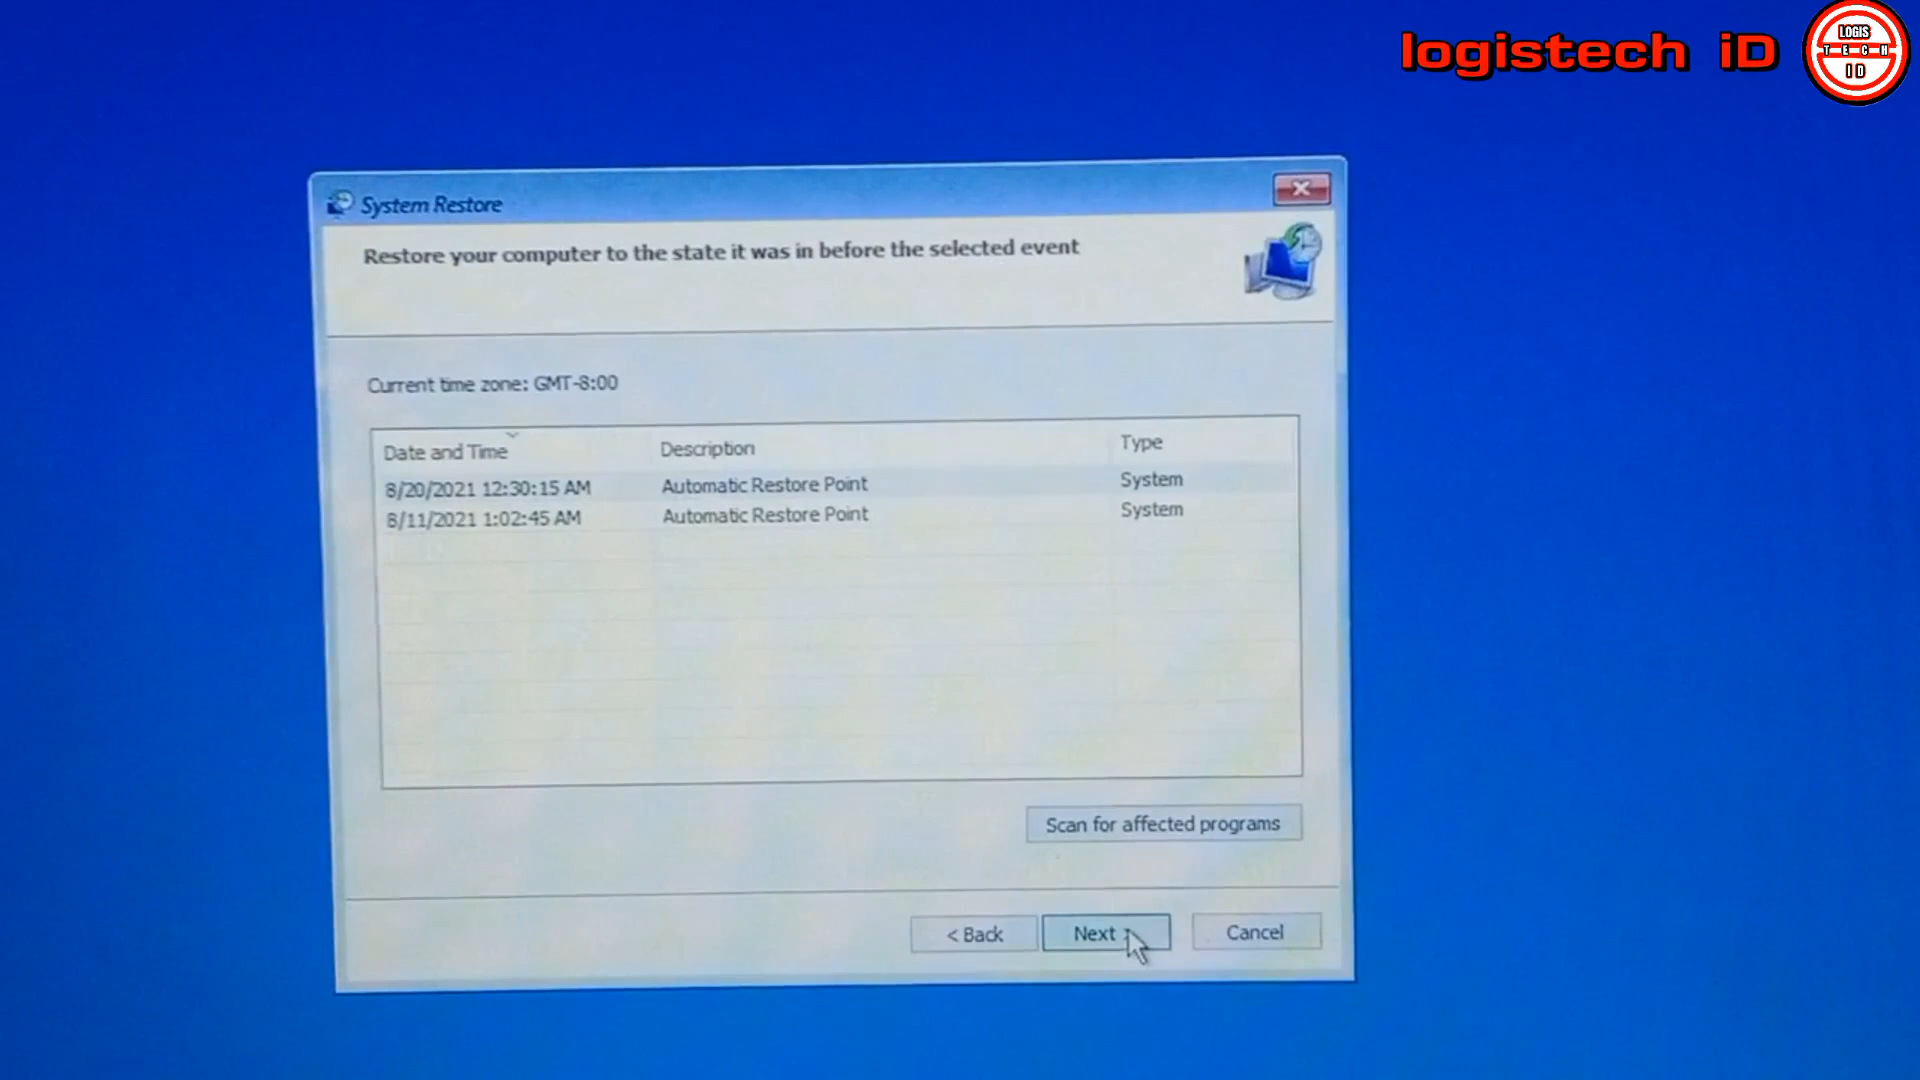 logistech iD
LOGIS
TECH
ID
System Restore
Restore your computer to the state it was in before the selected event
Current time zone: GMT-8:00
Date and Time Description Type
8/20/2021 12:30:15 AM Automatic Restore Point System
8/11/2021 1:02:45 AM Automatic Restore Point System
Scan for affected programs
< Back Next > Cancel